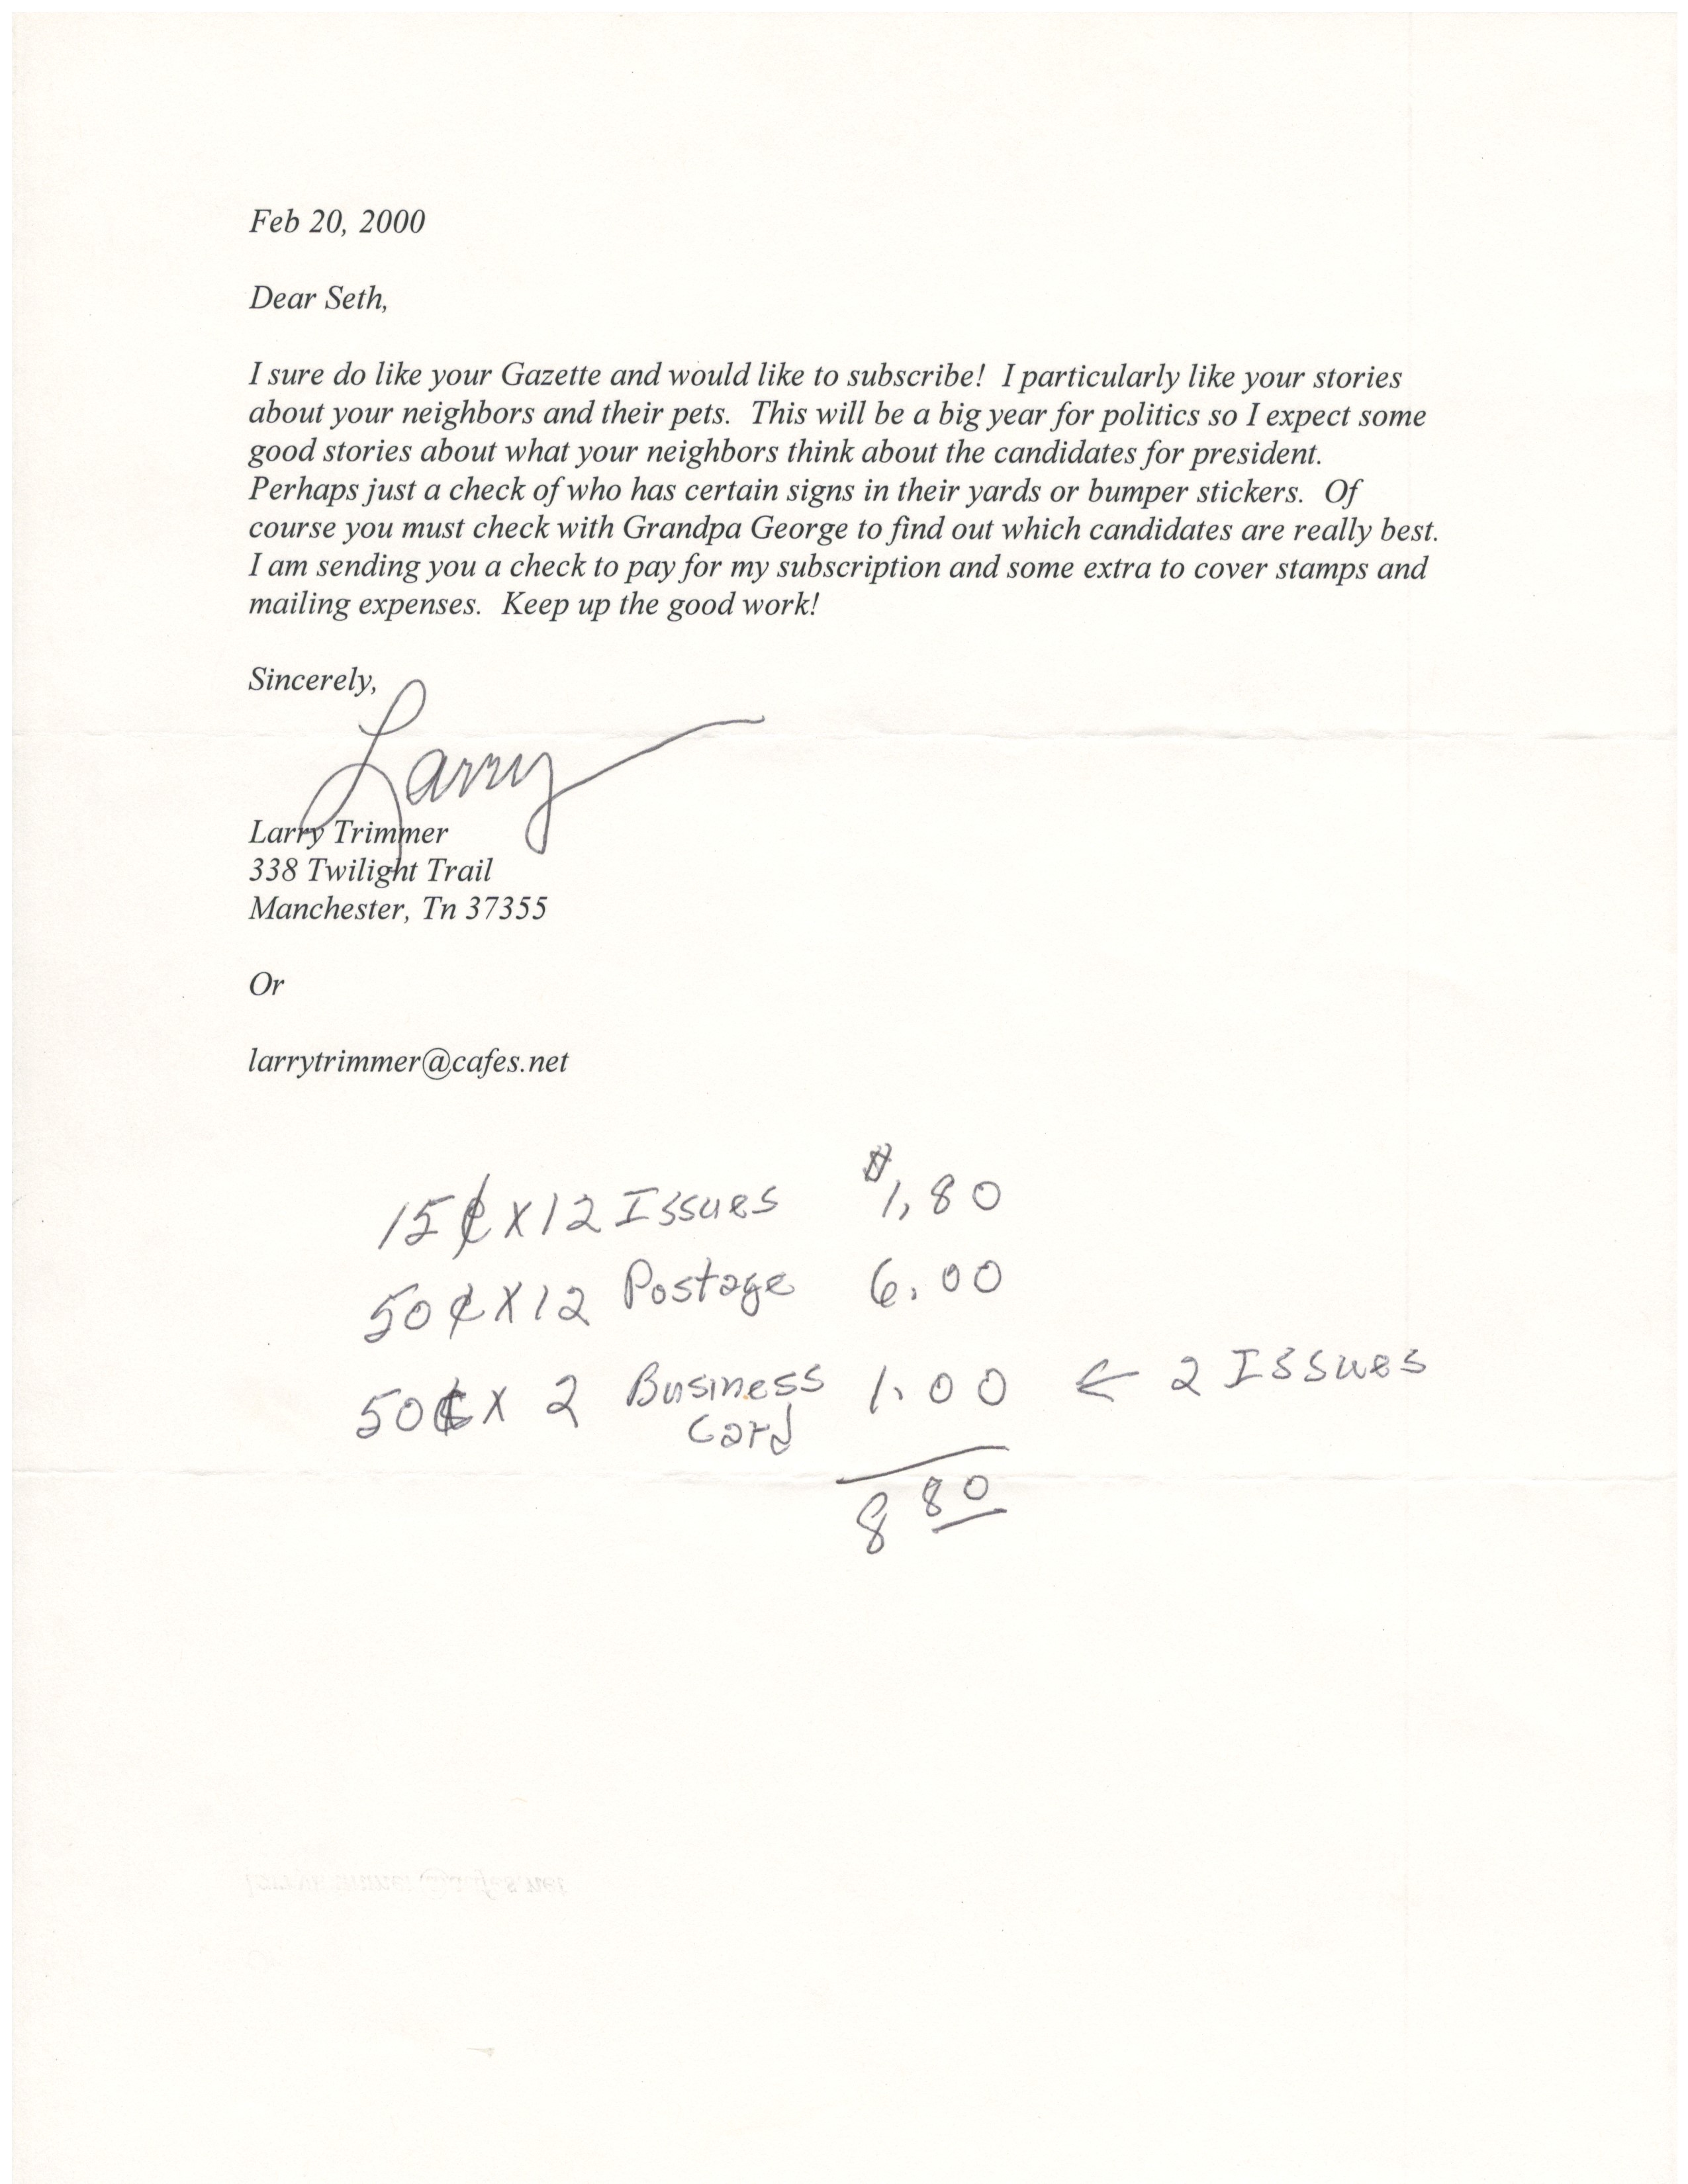 Feb 20, 2000
Dear Seth,
I sure do like your Gazette and would like to subscribe! I particularly like your stories
about your neighbors and their pets. This will be a big year for politics so I expect some
good stories about what your neighbors think about the candidates for president.
Perhaps just a check of who has certain signs in their yards or bumper stickers. Of
course you must check with Grandpa George to find out which candidates are really best.
I am sending you a check to pay for my subscription and some extra to cover stamps and
mailing expenses. Keep up the good work!
Sincerely,
Larry
Larry Trimmer
338 Twilight Trail
Manchester, Tn 37355
Or
larrytrimmer@cafes.net
15¢ X 12 Issues $1.80
50¢ X 12 Postage 6.00
50¢ X 2 Business 1.00 ← 2 Issues
Card
8 80